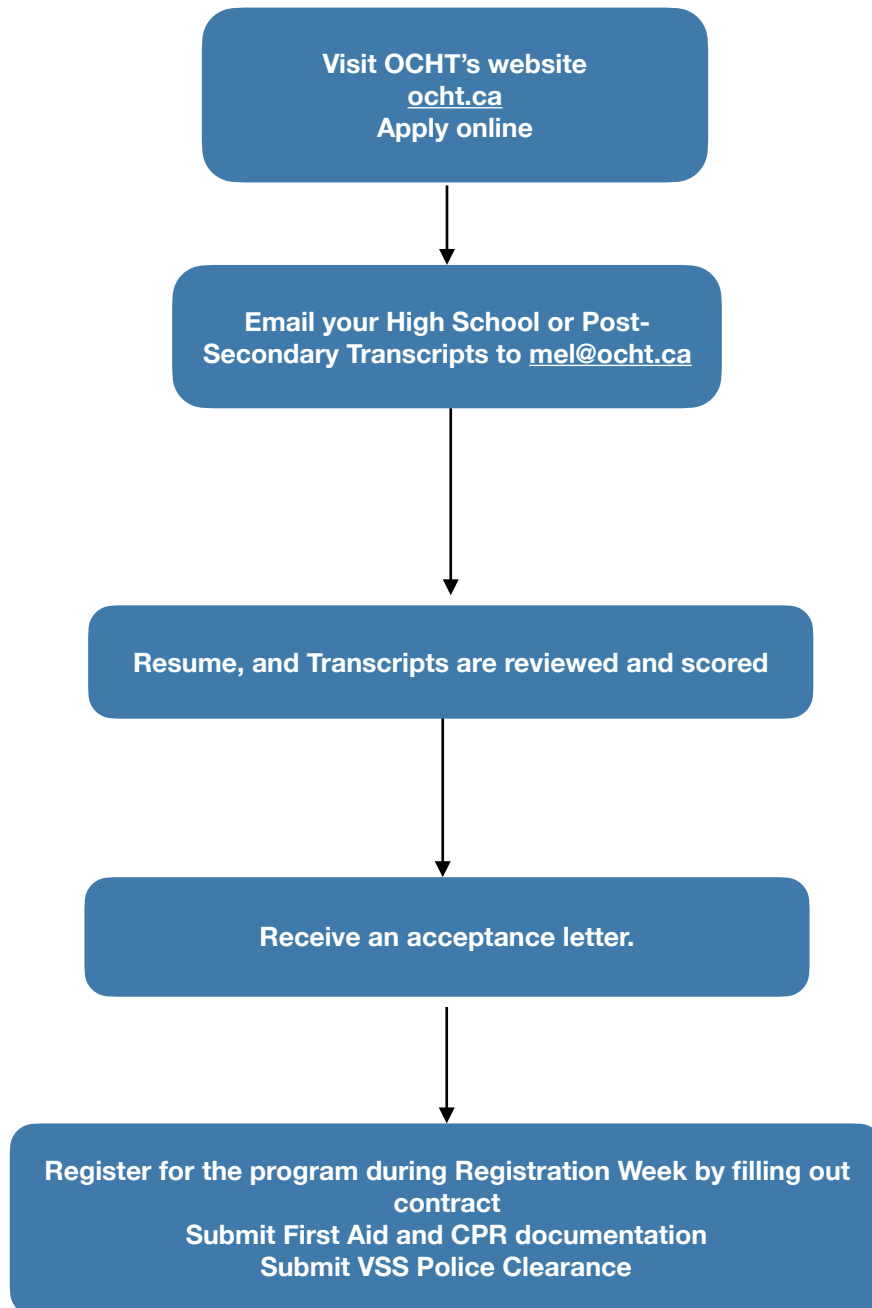 Visit OCHT’s website
ocht.ca
Apply online
Email your High School or Post-
Secondary Transcripts to mel@ocht.ca
Resume, and Transcripts are reviewed and scored
Receive an acceptance letter.
Register for the program during Registration Week by filling out
contract
Submit First Aid and CPR documentation
Submit VSS Police Clearance